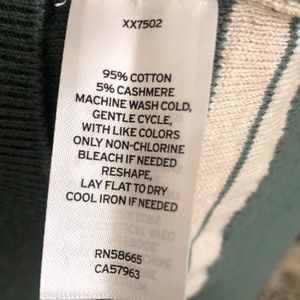 XX7502
95% COTTON
5% CASHMERE
MACHINE WASH COLD,
GENTLE CYCLE,
WITH LIKE COLORS
ONLY NON-CHLORINE
BLEACH IF NEEDED
RESHAPE,
LAY FLAT TO DRY
COOL IRON IF NEEDED
RN58665
CA57963